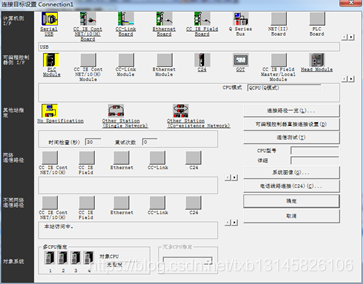 连接目标设置 Connection1
计算机侧 I/F
Serial USB
CC IE Cont NET/10(H) Board
CC-Link Board
Ethernet Board
CC IE Field Board
Q Series Bus
NET(II) Board
PLC Board
USB
可编程控制器侧 I/F
PLC Module
CC IE Cont NET/10(H) Module
CC-Link Module
Ethernet Module
C24
GOT
CC IE Field Master/Local Module
Head Module
CPU模式 QCPU(Q模式)
其他站指定
No Specification
Other Station (Single Network)
Other Station (Co-existence Network)
连接路径一览(L)...
可编程控制器直接连接设置(D)
通信测试(T)
时间检查(秒) 30 重试次数 0
CPU型号
详细
网络通信路径
CC IE Cont NET/10(H)
CC IE Field
Ethernet
CC-Link
C24
系统图像(G)...
电话线路连接(C24)(C)...
确定
取消
不同网络通信路径
CC IE Cont NET/10(H)
CC IE Field
Ethernet
CC-Link
C24
本站访问中。
对象系统
多CPU指定
1 2 3 4
对象CPU
未指定
https://blog.csdn.net/txb13145826106